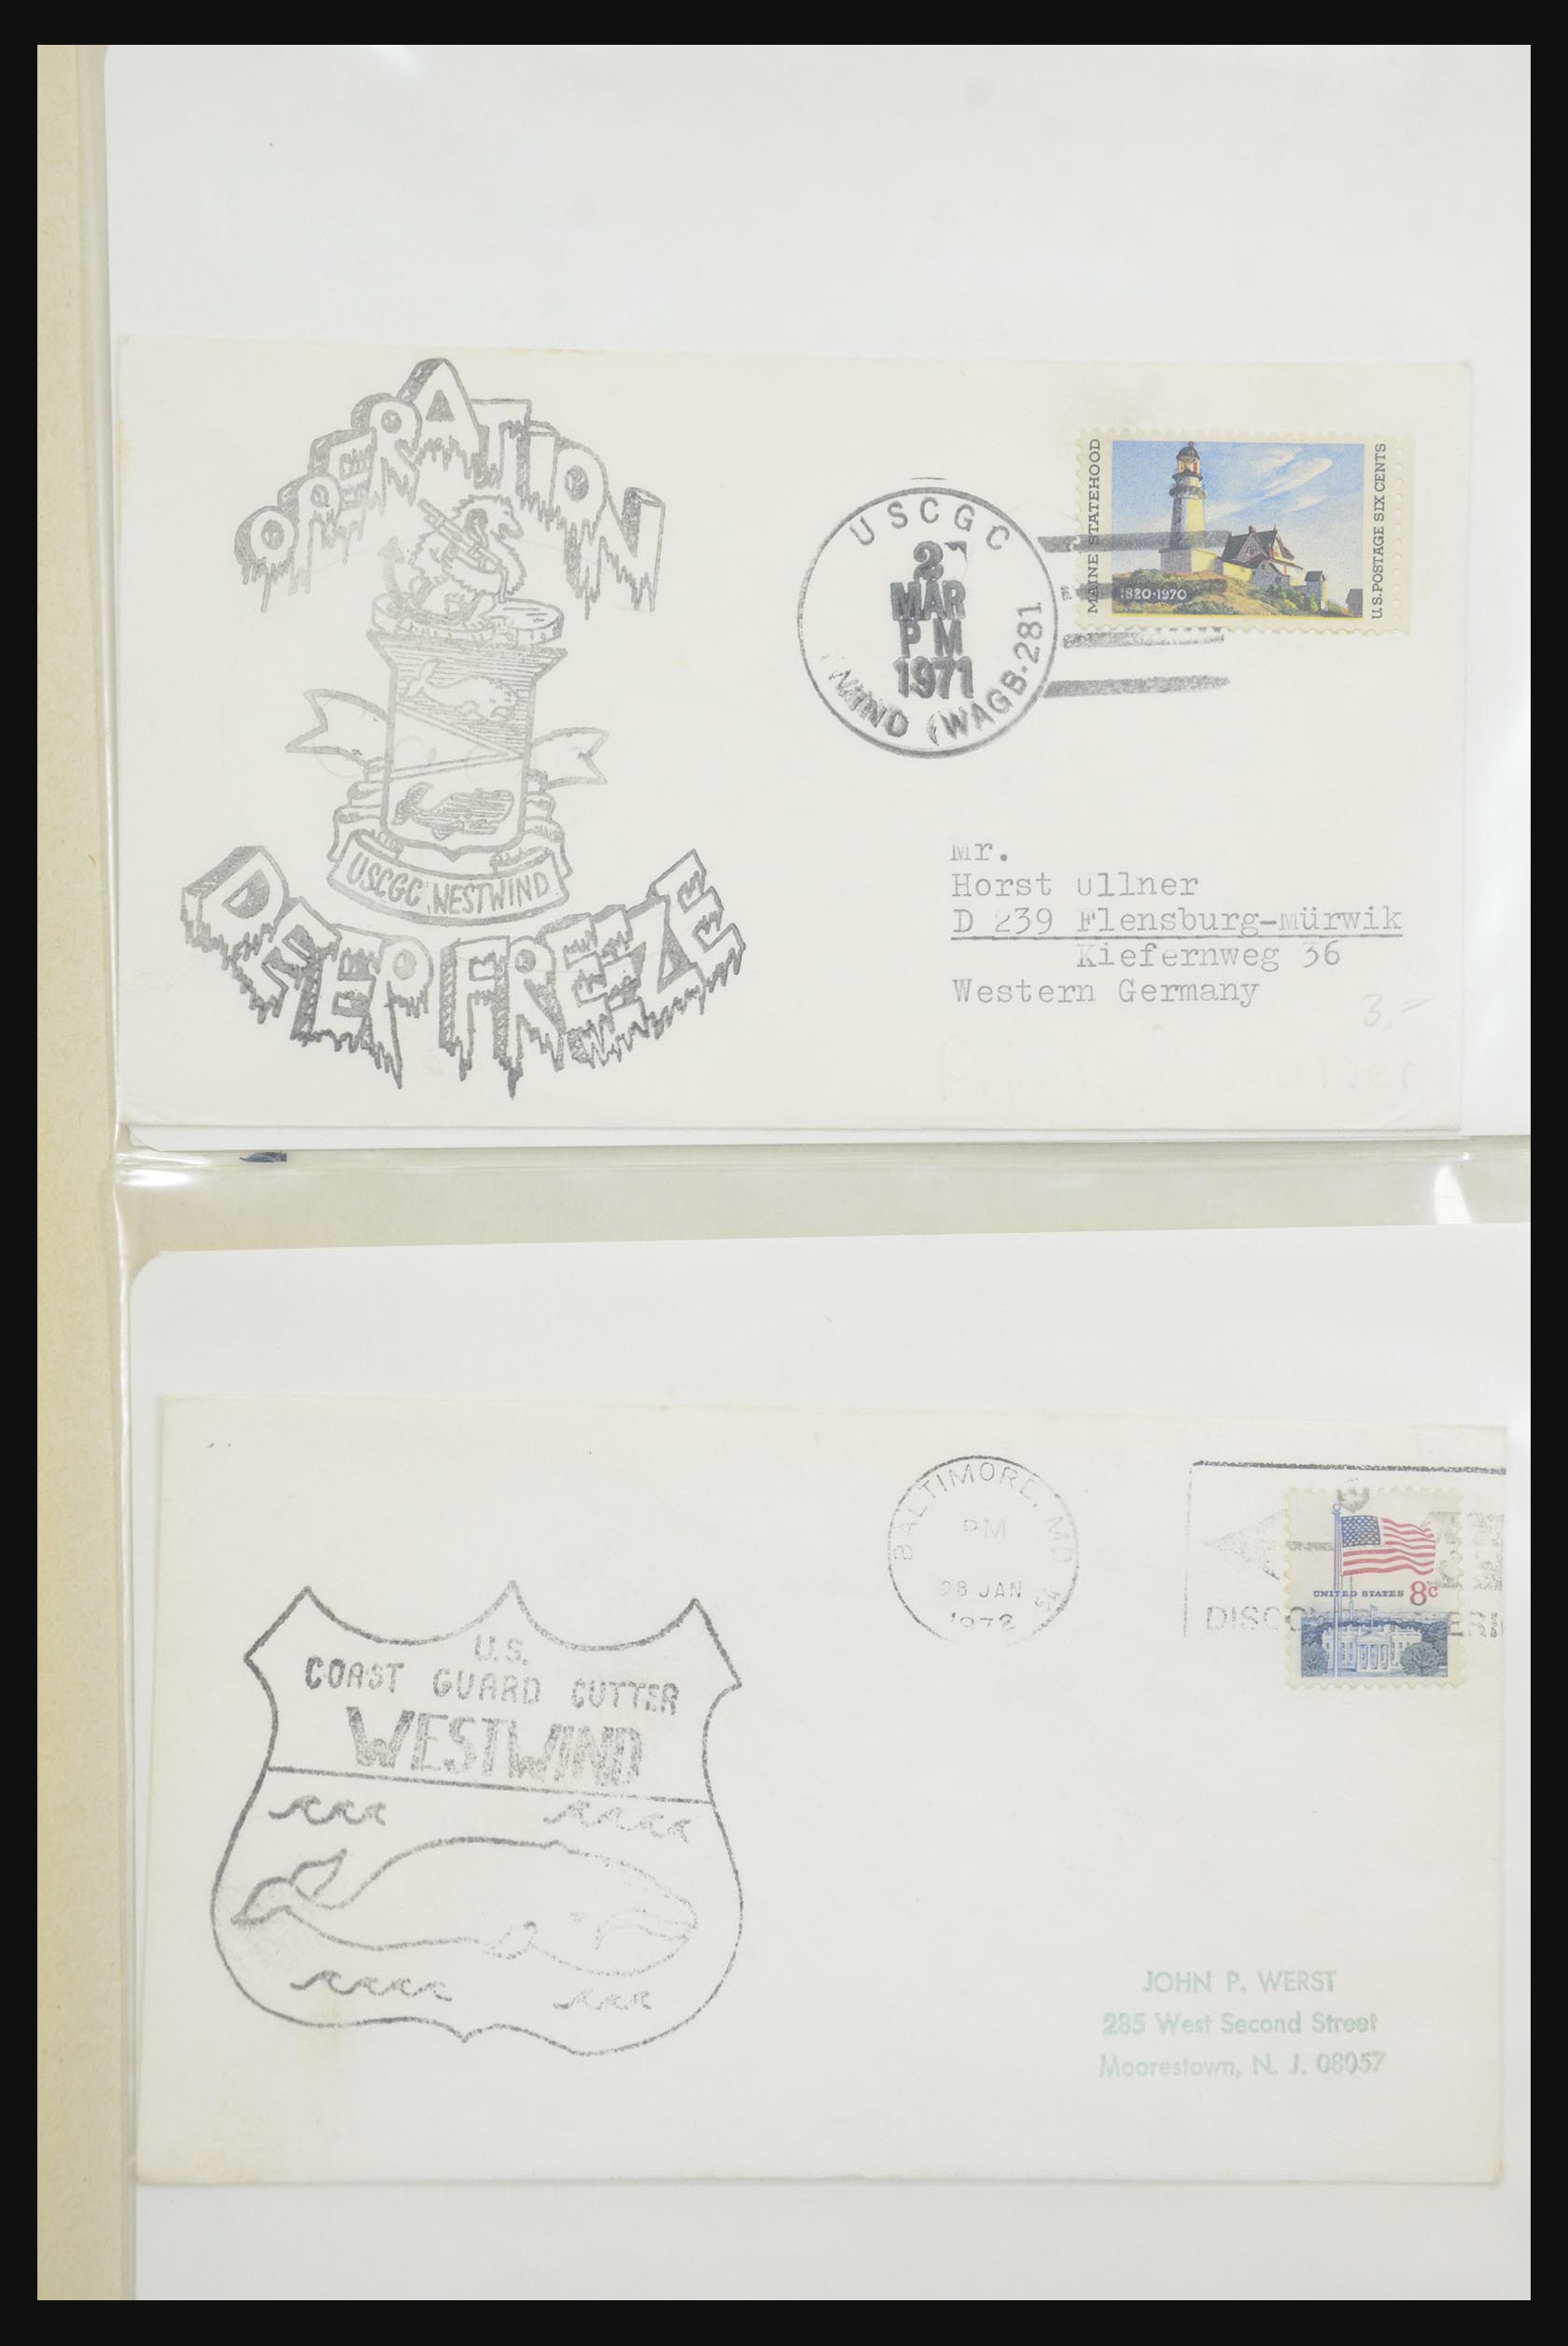 OPERATION
USCGC WESTWIND
DEEP FREEZE
USCGC
MAR
PM
1971
(WAGB-281
MAINE STATEHOOD
1820-1970
U.S. POSTAGE SIX CENTS
Mr.
Horst Ullner
D 239 Flensburg-Mürwik
Kiefernweg 36
Western Germany
3,-
BALTIMORE, MD
PM
28 JAN
1972
UNITED STATES 8c
U.S.
COAST GUARD CUTTER
WESTWIND
JOHN P. WERST
285 West Second Street
Moorestown, N. J. 08057